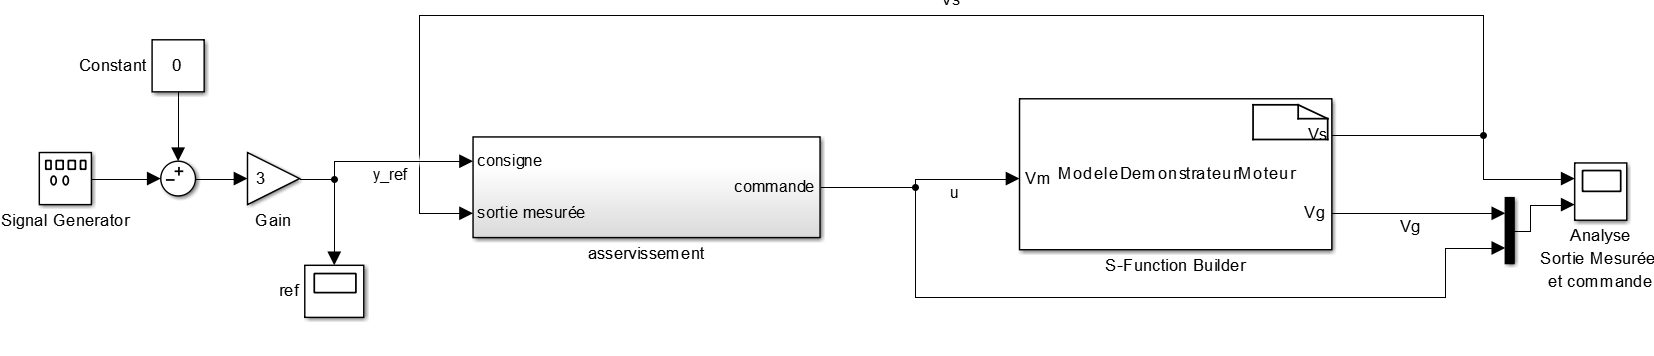 Vs
Constant
0
consigne
y_ref
3
commande
sortie mesurée
Signal Generator
Gain
asservissement
ref
u
Vm
ModeleDemonstrateurMoteur
Vs
Vg
S-Function Builder
Vg
Analyse
Sortie Mesurée
et commande